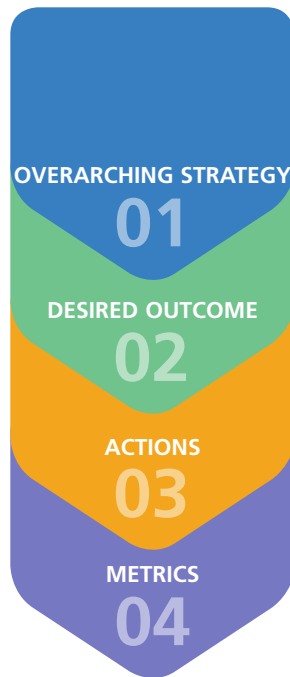 OVERARCHING STRATEGY
01
DESIRED OUTCOME
02
ACTIONS
03
METRICS
04